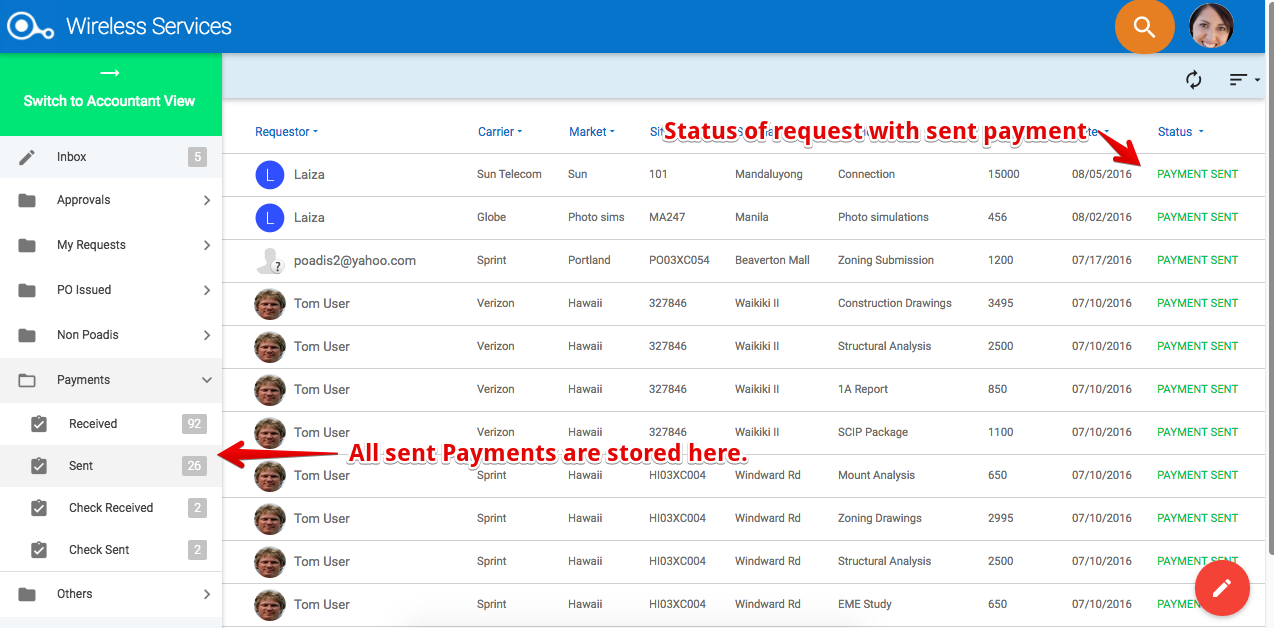 Wireless Services
Switch to Accountant View
Inbox 5
Approvals
My Requests
PO Issued
Non Poadis
Payments
Received 92
Sent 26
Check Received 2
Check Sent 2
Others
Requestor Carrier Market Status
Status of request with sent payment
L Laiza Sun Telecom Sun 101 Mandaluyong Connection 15000 08/05/2016 PAYMENT SENT
L Laiza Globe Photo sims MA247 Manila Photo simulations 456 08/02/2016 PAYMENT SENT
? poadis2@yahoo.com Sprint Portland PO03XC054 Beaverton Mall Zoning Submission 1200 07/17/2016 PAYMENT SENT
Tom User Verizon Hawaii 327846 Waikiki II Construction Drawings 3495 07/10/2016 PAYMENT SENT
Tom User Verizon Hawaii 327846 Waikiki II Structural Analysis 2500 07/10/2016 PAYMENT SENT
Tom User Verizon Hawaii 327846 Waikiki II 1A Report 850 07/10/2016 PAYMENT SENT
Tom User Verizon Hawaii 327846 Waikiki II SCIP Package 1100 07/10/2016 PAYMENT SENT
All sent Payments are stored here.
Tom User Sprint Hawaii HI03XC004 Windward Rd Mount Analysis 650 07/10/2016 PAYMENT SENT
Tom User Sprint Hawaii HI03XC004 Windward Rd Zoning Drawings 2995 07/10/2016 PAYMENT SENT
Tom User Sprint Hawaii HI03XC004 Windward Rd Structural Analysis 2500 07/10/2016 PAYMENT SENT
Tom User Sprint Hawaii HI03XC004 Windward Rd EME Study 650 07/10/2016